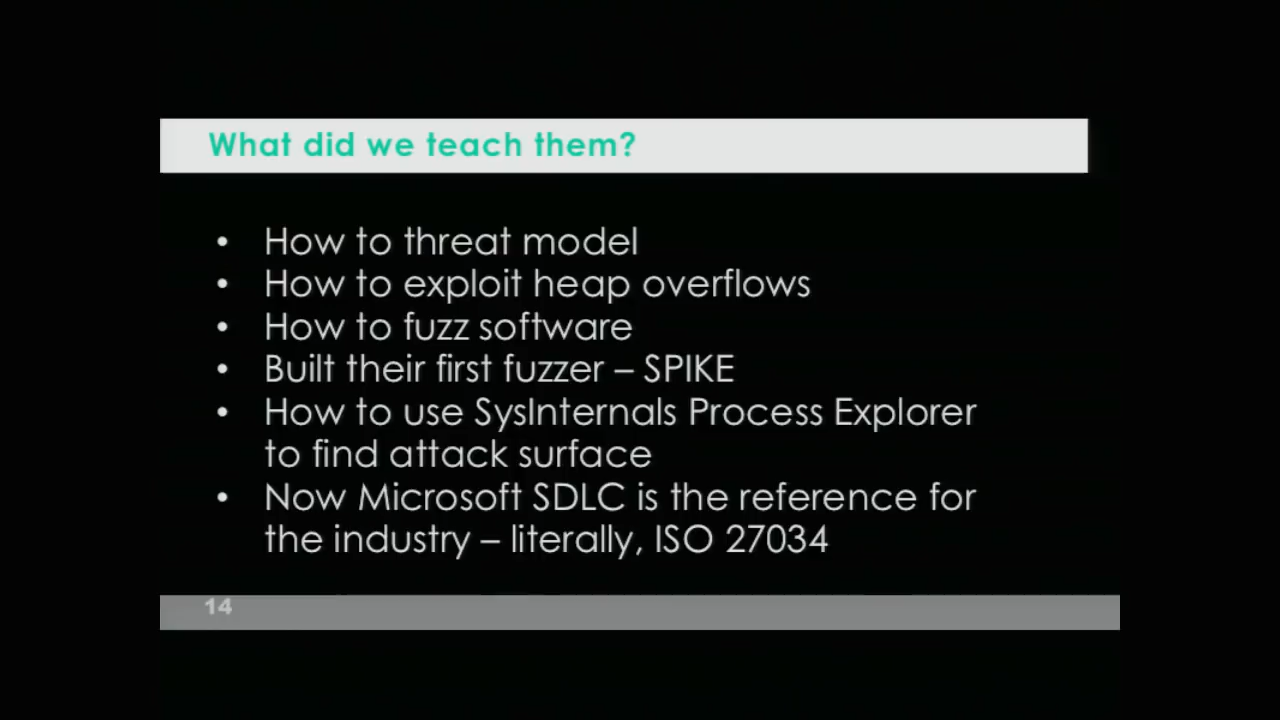 What did we teach them?
• How to threat model
• How to exploit heap overflows
• How to fuzz software
• Built their first fuzzer – SPIKE
• How to use SysInternals Process Explorer
to find attack surface
• Now Microsoft SDLC is the reference for
the industry – literally, ISO 27034
14